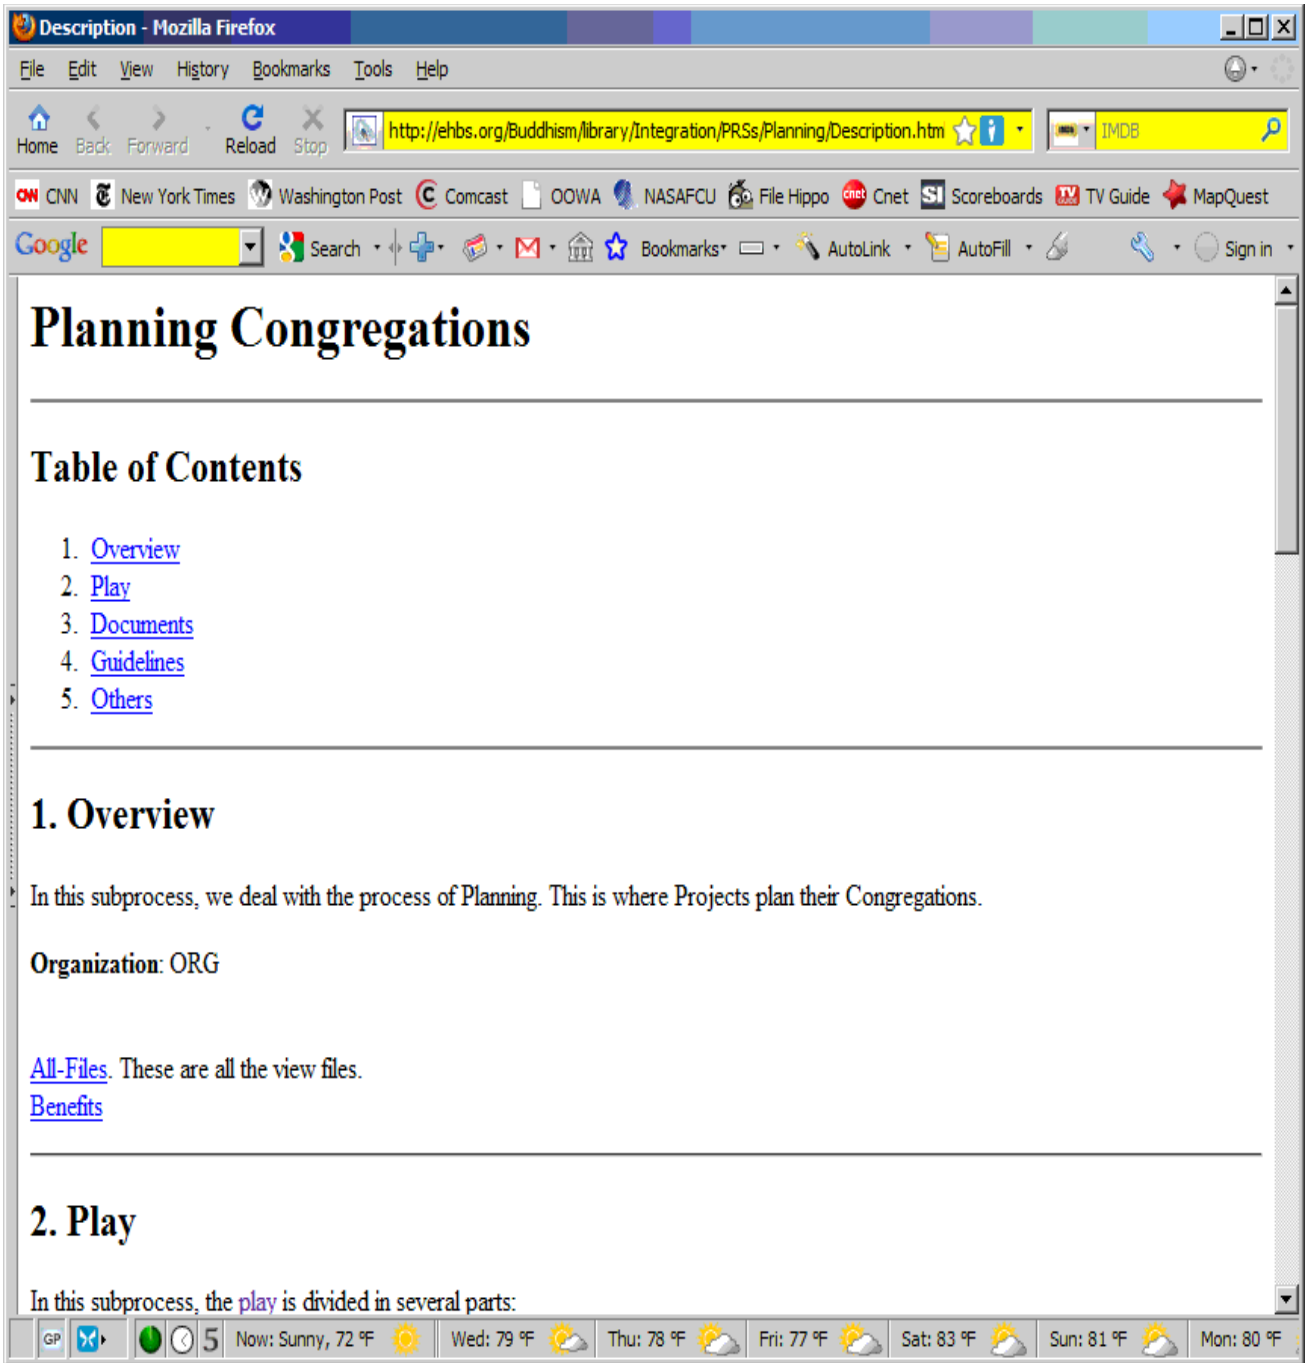 Description - Mozilla Firefox
File Edit View History Bookmarks Tools Help
Home Back Forward Reload Stop http://ehbs.org/Buddhism/library/Integration/PRSs/Planning/Description.html IMDB
CNN New York Times Washington Post Comcast OOWA NASAFCU File Hippo cnet Cnet SI Scoreboards TV Guide MapQuest
Google Search Bookmarks AutoLink AutoFill Sign in
Planning Congregations
Table of Contents
1. Overview
2. Play
3. Documents
4. Guidelines
5. Others
1. Overview
In this subprocess, we deal with the process of Planning. This is where Projects plan their Congregations.
Organization: ORG
All-Files. These are all the view files.
Benefits
2. Play
In this subprocess, the play is divided in several parts:
GP 5 Now: Sunny, 72 °F Wed: 79 °F Thu: 78 °F Fri: 77 °F Sat: 83 °F Sun: 81 °F Mon: 80 °F